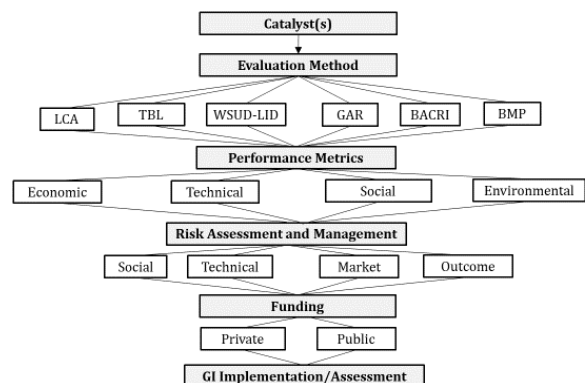 Catalyst(s)
Evaluation Method
LCA
TBL
WSUD-LID
GAR
BACRI
BMP
Performance Metrics
Economic
Technical
Social
Environmental
Risk Assessment and Management
Social
Technical
Market
Outcome
Funding
Private
Public
GI Implementation/Assessment